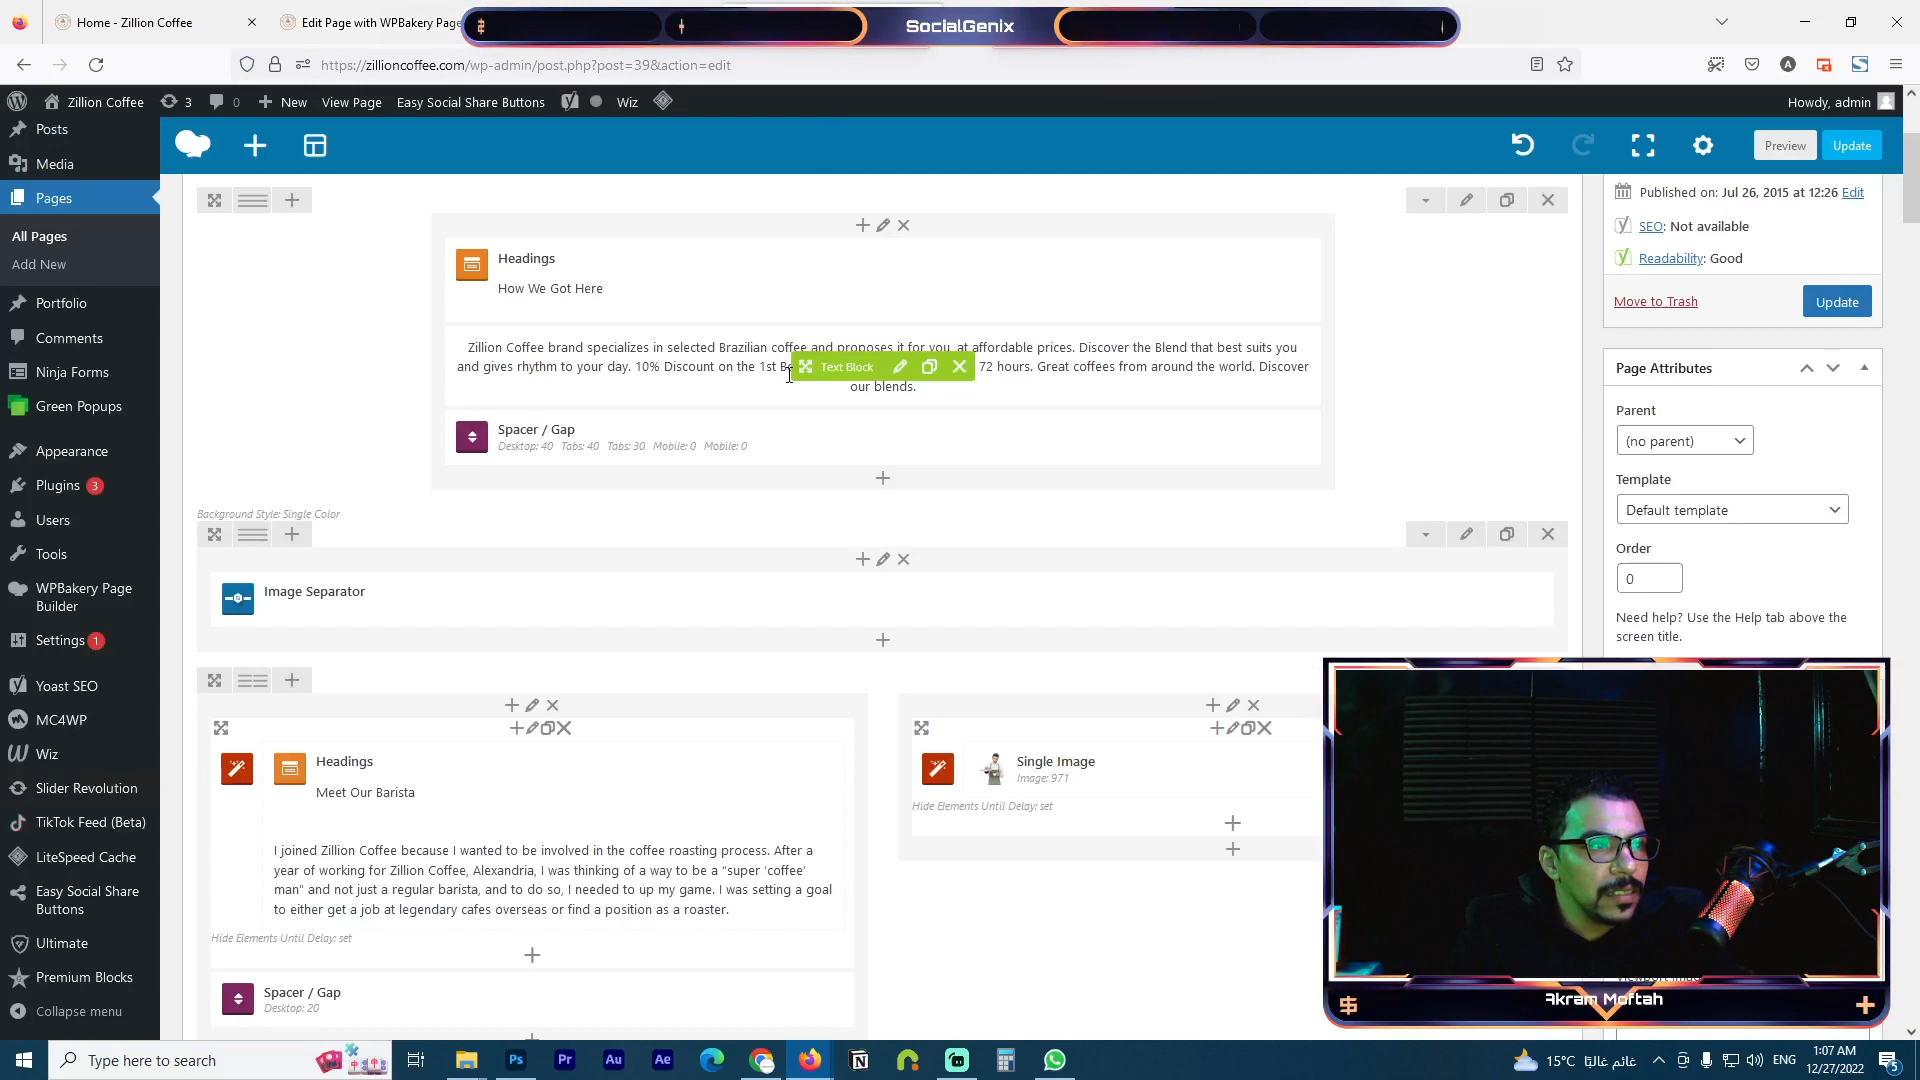 Home - Zillion Coffee
Edit Page with WPBakery Page
SocialGenix
https://zillioncoffee.com/wp-admin/post.php?post=39&action=edit
Zillion Coffee
3
0
New
View Page
Easy Social Share Buttons
Wiz
Howdy, admin
Posts
Media
Pages
All Pages
Add New
Portfolio
Comments
Ninja Forms
Green Popups
Appearance
Plugins 3
Users
Tools
WPBakery Page
Builder
Settings 1
Yoast SEO
MC4WP
Wiz
Slider Revolution
TikTok Feed (Beta)
LiteSpeed Cache
Easy Social Share
Buttons
Ultimate
Premium Blocks
Collapse menu
Preview
Update
Headings
How We Got Here
Zillion Coffee brand specializes in selected Brazilian coffee and proposes it for you, at affordable prices. Discover the Blend that best suits you
and gives rhythm to your day. 10% Discount on the 1st
Text Block
72 hours. Great coffees from around the world. Discover
our blends.
Spacer / Gap
Desktop: 40 Tabs: 40 Tabs: 30 Mobile: 0 Mobile: 0
Background Style: Single Color
Image Separator
Headings
Meet Our Barista
I joined Zillion Coffee because I wanted to be involved in the coffee roasting process. After a
year of working for Zillion Coffee, Alexandria, I was thinking of a way to be a “super ‘coffee’
man” and not just a regular barista, and to do so, I needed to up my game. I was setting a goal
to either get a job at legendary cafes overseas or find a position as a roaster.
Hide Elements Until Delay: set
Spacer / Gap
Desktop: 20
Single Image
Image: 971
Hide Elements Until Delay: set
Published on: Jul 26, 2015 at 12:26 Edit
SEO: Not available
Readability: Good
Move to Trash
Update
Page Attributes
Parent
(no parent)
Template
Default template
Order
0
Need help? Use the Help tab above the
screen title.
Akram Moftah
Type here to search
Ps
Pr
Au
Ae
15°C غائم غالبًا
ENG
1:07 AM
12/27/2022
5